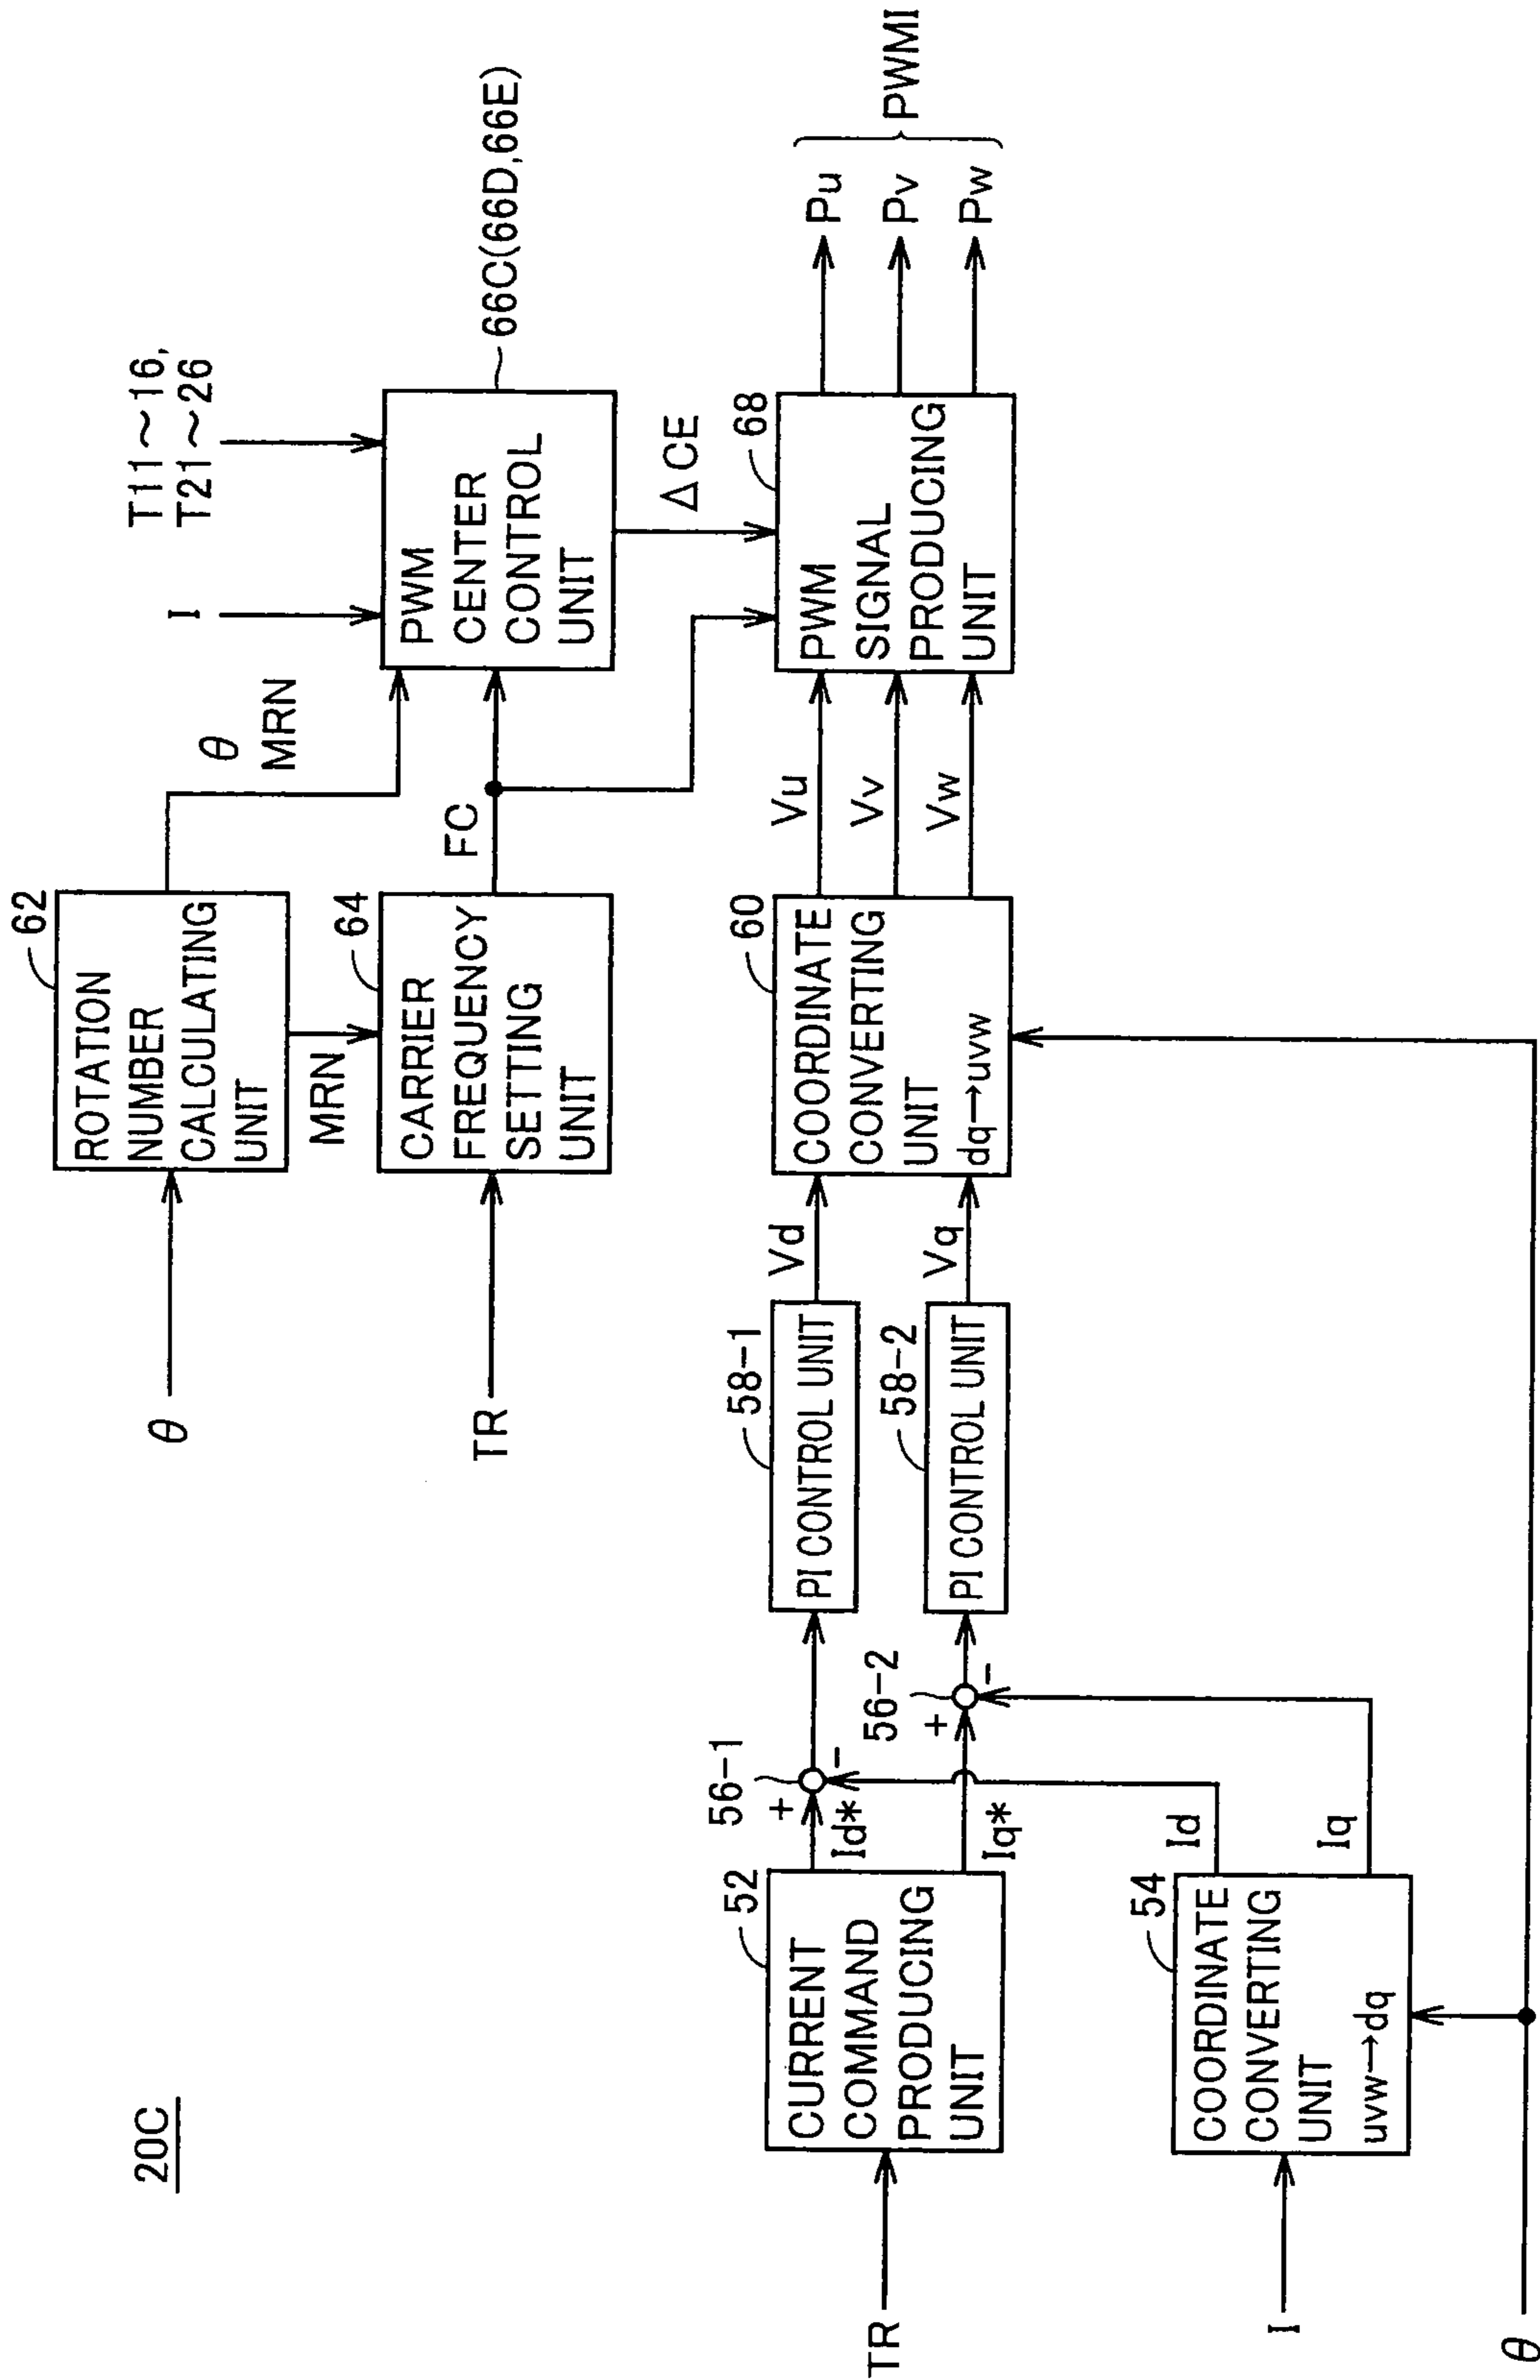 20C
θ
62
ROTATION
NUMBER
CALCULATING
UNIT
θ
MRN
MRN
TR
64
CARRIER
FREQUENCY
SETTING
UNIT
FC
I
T11～16,
T21～26
PWM
CENTER
CONTROL
UNIT
66C(66D,66E)
ΔCE
TR
52
CURRENT
COMMAND
PRODUCING
UNIT
Id*
Iq*
56-1
+
-
56-2
+
-
58-1
PI CONTROL UNIT
58-2
PI CONTROL UNIT
Vd
Vq
60
COORDINATE
CONVERTING
UNIT
dq→uvw
Vu
Vv
Vw
68
PWM
SIGNAL
PRODUCING
UNIT
Pu
Pv
Pw
PWMI
I
54
COORDINATE
CONVERTING
UNIT
uvw→dq
Id
Iq
θ